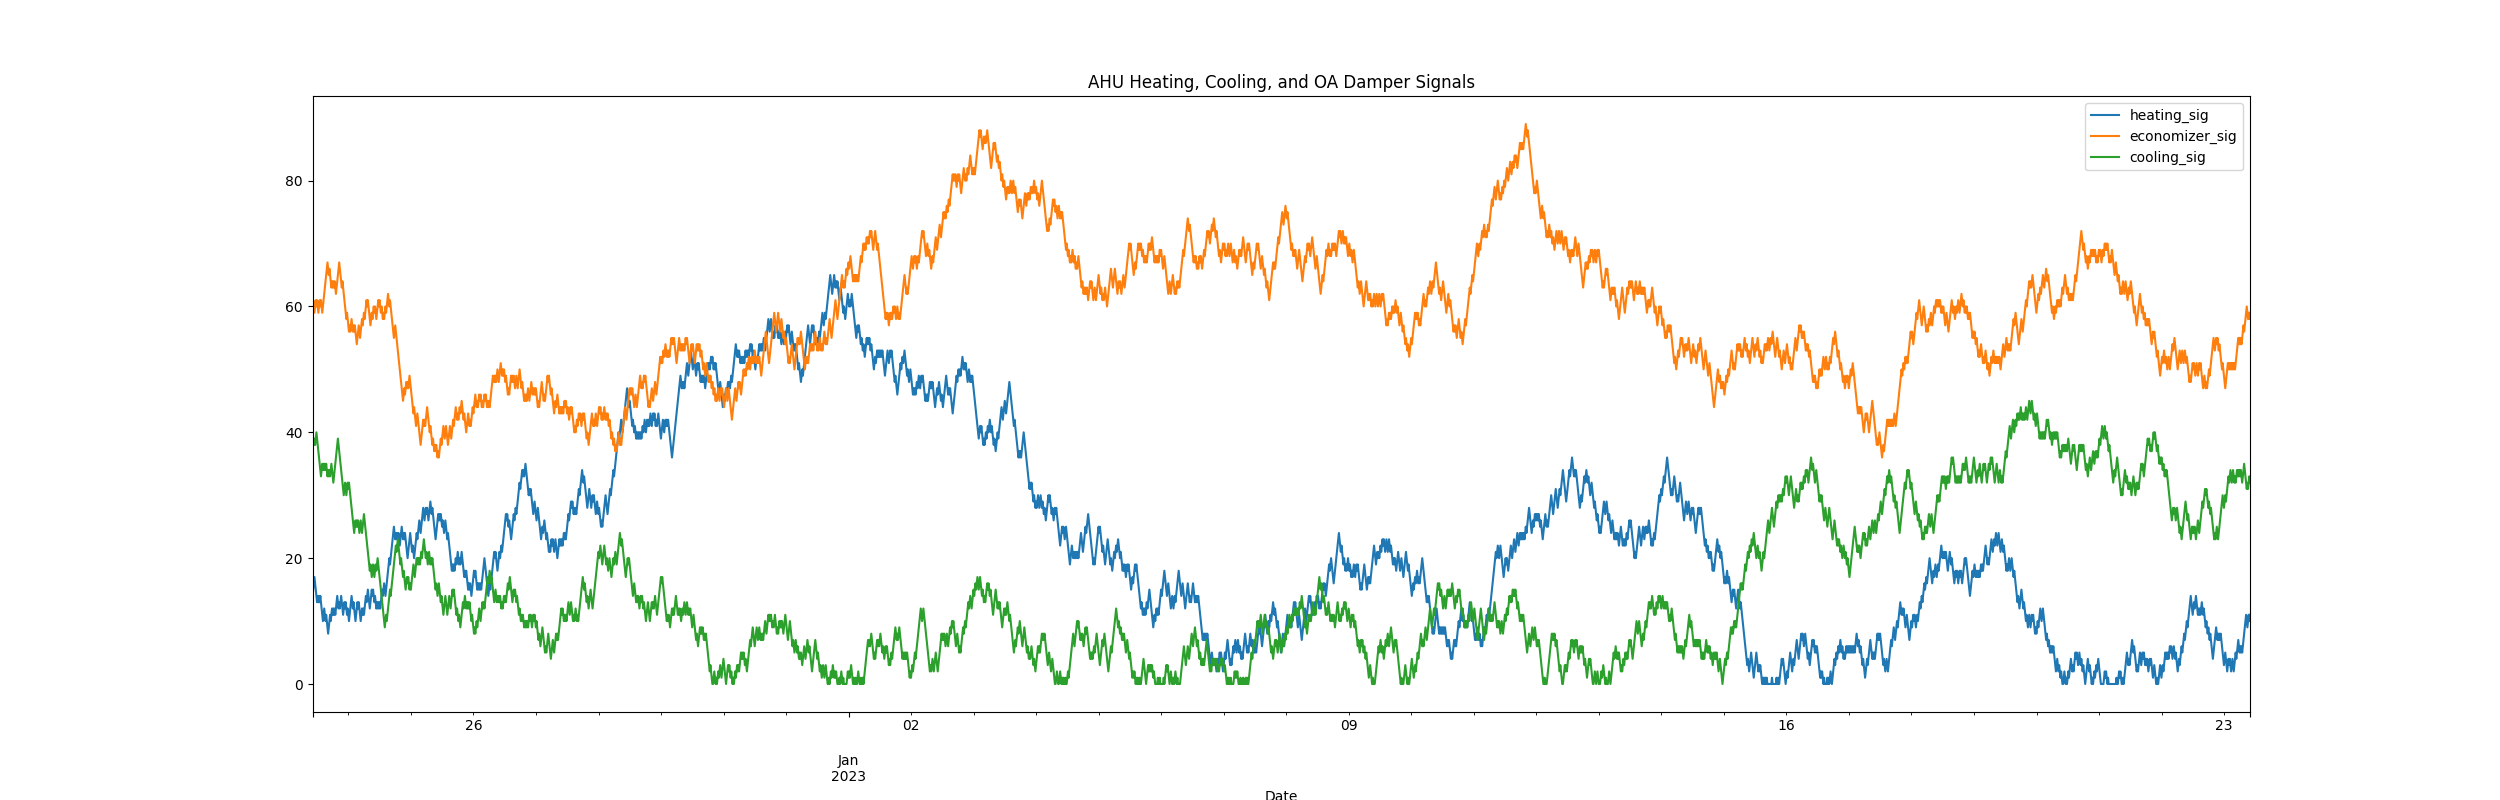 AHU Heating, Cooling, and OA Damper Signals
heating_sig
economizer_sig
cooling_sig
80
60
40
20
0
26
02
09
16
23
Jan
2023
Date